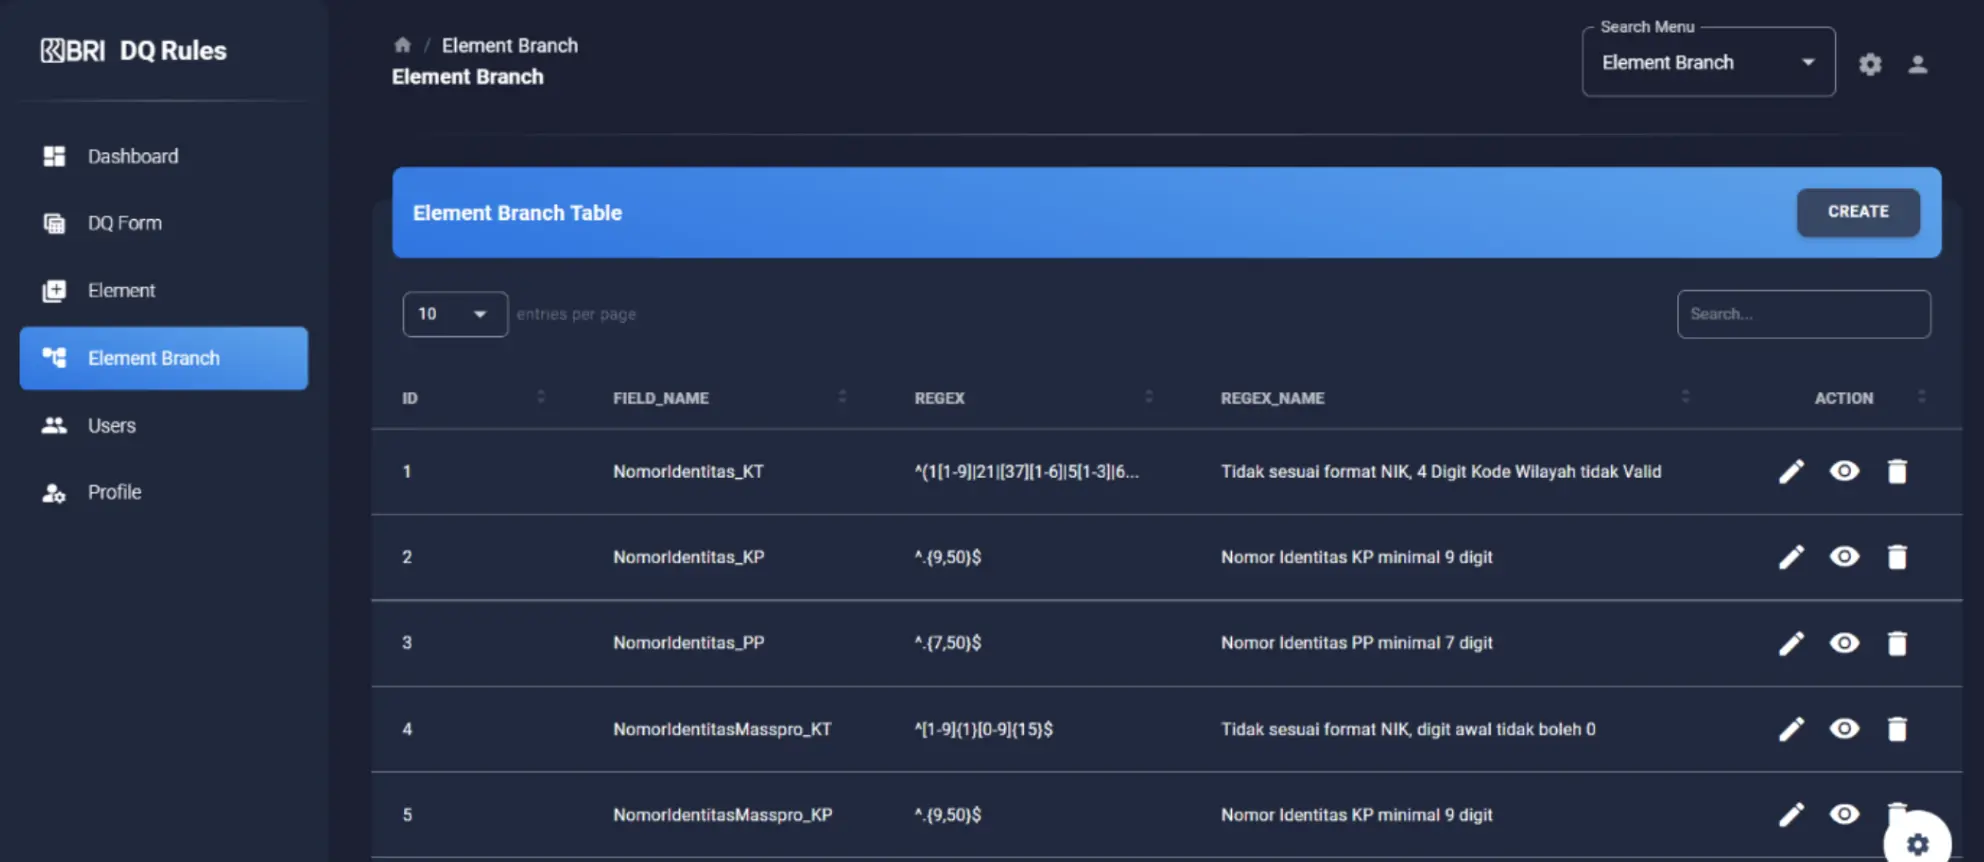 BRI DQ Rules
Dashboard
DQ Form
Element
Element Branch
Users
Profile
/ Element Branch
Element Branch
Search Menu
Element Branch
Element Branch Table
CREATE
10 entries per page
Search...
ID FIELD_NAME REGEX REGEX_NAME ACTION
1 NomorIdentitas_KT ^(1[1-9]|21|[37][1-6]|5[1-3]|6... Tidak sesuai format NIK, 4 Digit Kode Wilayah tidak Valid
2 NomorIdentitas_KP ^.{9,50}$ Nomor Identitas KP minimal 9 digit
3 NomorIdentitas_PP ^.{7,50}$ Nomor Identitas PP minimal 7 digit
4 NomorIdentitasMasspro_KT ^[1-9]{1}[0-9]{15}$ Tidak sesuai format NIK, digit awal tidak boleh 0
5 NomorIdentitasMasspro_KP ^.{9,50}$ Nomor Identitas KP minimal 9 digit